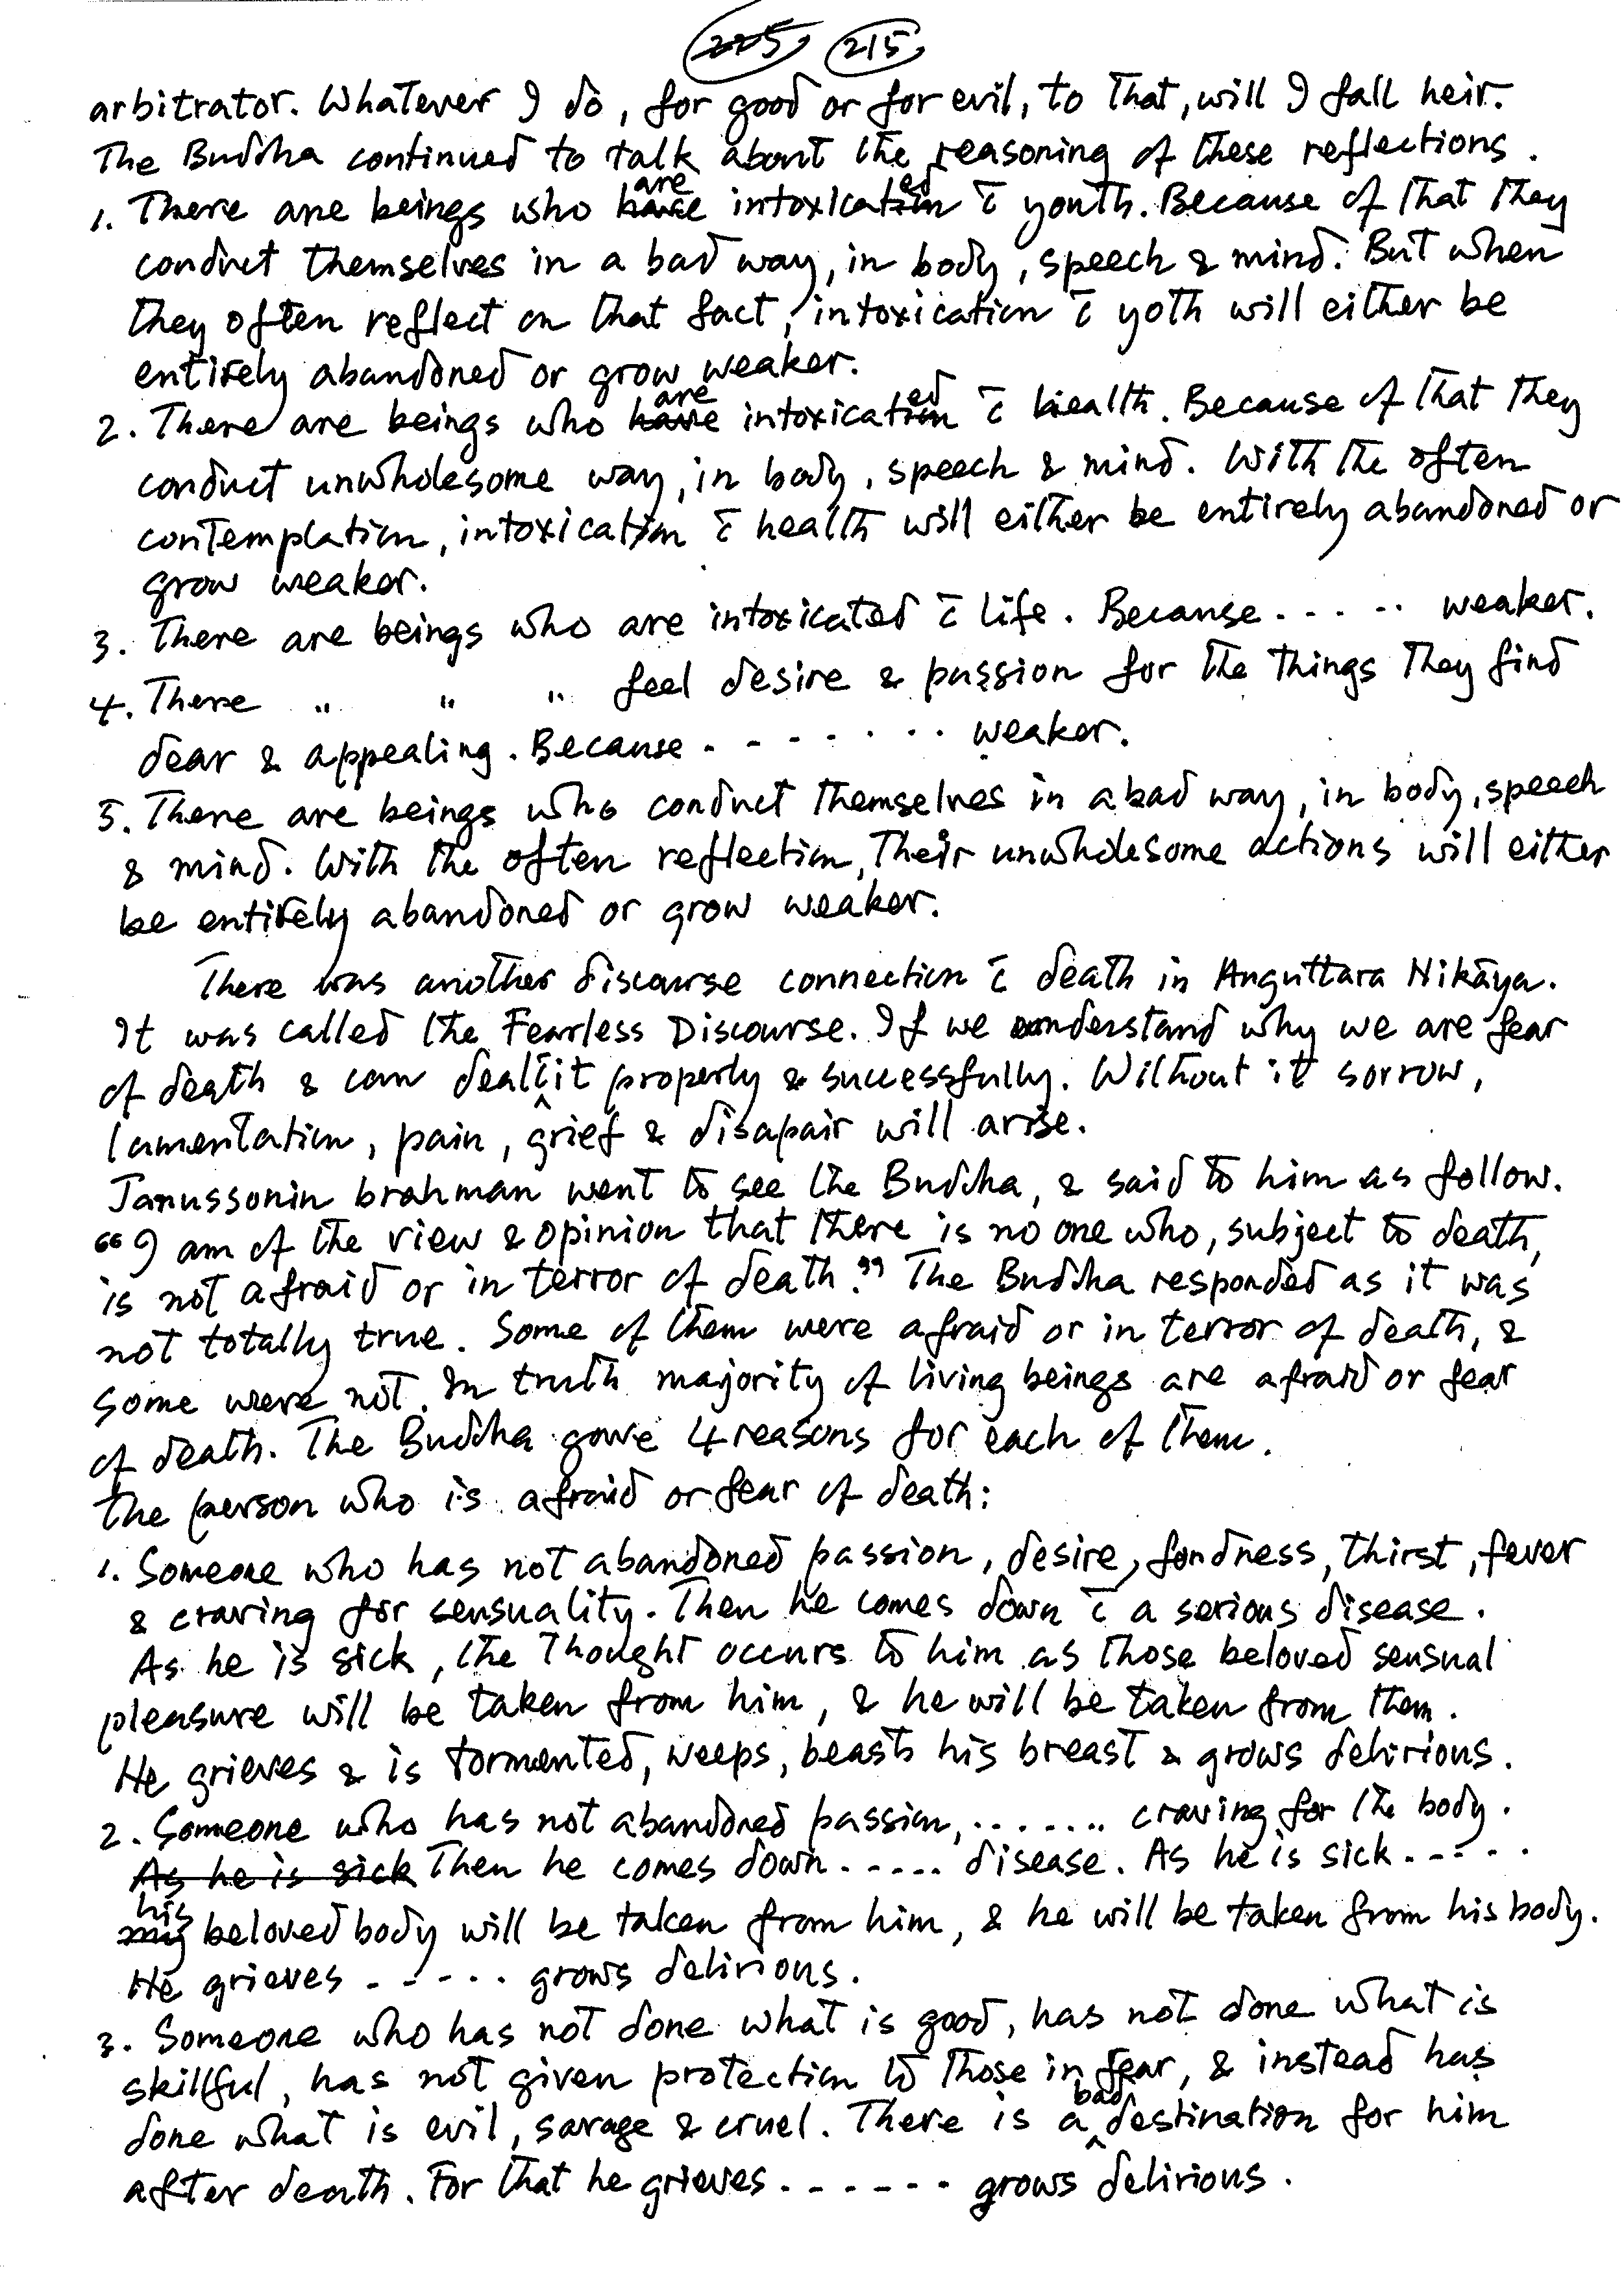 225 215
arbitrator. Whatever I do, for good or for evil, to that, will I fall heir.
The Buddha continued to talk about the reasoning of these reflections.
1. There are beings who are intoxicated c̄ youth. Because of that they
conduct themselves in a bad way, in body, speech & mind. But when
they often reflect on that fact, intoxication c̄ yoth will either be
entirely abandoned or grow weaker.
2. There are beings who are intoxicated c̄ health. Because of that they
conduct unwholesome way, in body, speech & mind. With the often
contemplation, intoxication c̄ health will either be entirely abandoned or
grow weaker.
3. There are beings who are intoxicated c̄ life. Because..... weaker.
4. There " " " feel desire & passion for the things they find
dear & appealing. Because........ weaker.
5. There are beings who conduct themselves in a bad way, in body, speech
& mind. With the often reflection, their unwholesome actions will either
be entirely abandoned or grow weaker.
There was another discourse connection c̄ death in Anguttara Nikāya.
It was called the Fearless Discourse. If we understand why we are fear
of death & can deal c̄ it properly & successfully. Without it sorrow,
lamentation, pain, grief & disapair will arise.
Janussonin brahman went to see the Buddha, & said to him as follow.
"I am of the view & opinion that there is no one who, subject to death,
is not afraid or in terror of death." The Buddha responded as it was
not totally true. Some of them were afraid or in terror of death, &
some were not. In truth majority of living beings are afraid or fear
of death. The Buddha gave 4 reasons for each of them.
The person who is afraid or fear of death:
1. Someone who has not abandoned passion, desire, fondness, thirst, fever
& craving for sensuality. Then he comes down c̄ a serious disease.
As he is sick, the thought occurs to him as those beloved sensual
pleasure will be taken from him, & he will be taken from them.
He grieves & is tormented, weeps, beasts his breast & grows delirious.
2. Someone who has not abandoned passion,....... craving for the body.
As he is sick Then he comes down..... disease. As he is sick.....
his beloved body will be taken from him, & he will be taken from his body.
He grieves ..... grows delirious.
3. Someone who has not done what is good, has not done what is
skillful, has not given protection to those in fear, & instead has
done what is evil, savage & cruel. There is a bad destination for him
after death. For that he grieves....... grows delirious.